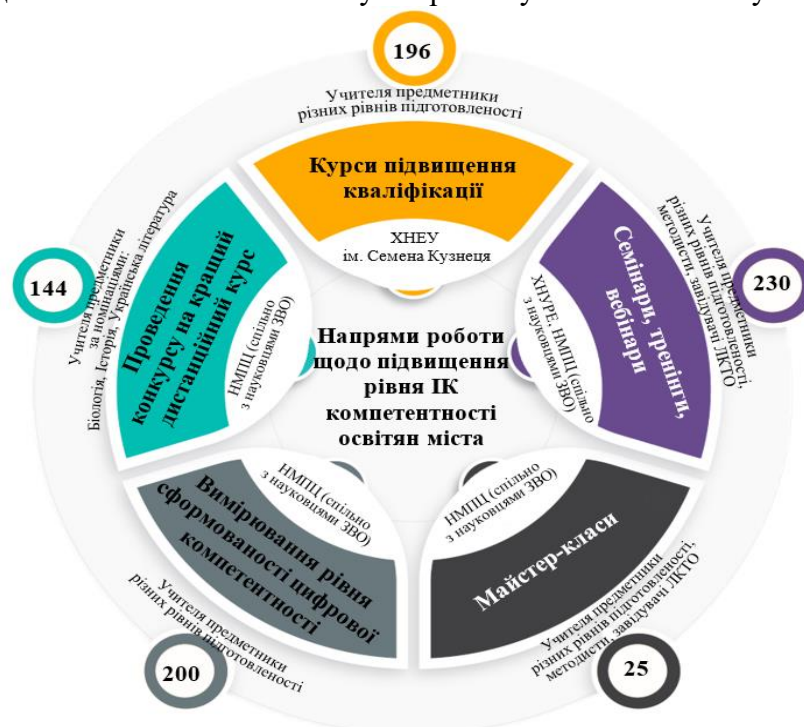 196
Учителя предметники
різних рівнів підготовленості
Курси підвищення
кваліфікації
ХНЕУ
ім. Семена Кузнеця
230
Учителя предметники
різних рівнів підготовленості,
методисти, завідувачі ЛКТО
Семінари, тренінги,
вебінари
ХНУРЕ, НМПЦ (спільно
з науковцями ЗВО)
25
Учителя предметники
різних рівнів підготовленості,
методисти, завідувачі ЛКТО
Майстер-класи
НМПЦ (спільно
з науковцями ЗВО)
200
Учителя предметники
різних рівнів підготовленості
Вимірювання рівня
сформованості цифрової
компетентності
НМПЦ (спільно
з науковцями ЗВО)
144
Учителя предметники
за номінаціями:
Біологія, Історія, Українська література
Проведення
конкурсу на кращий
дистанційний курс
НМПЦ (спільно
з науковцями ЗВО)
Напрями роботи
щодо підвищення
рівня ІК
компетентності
освітян міста